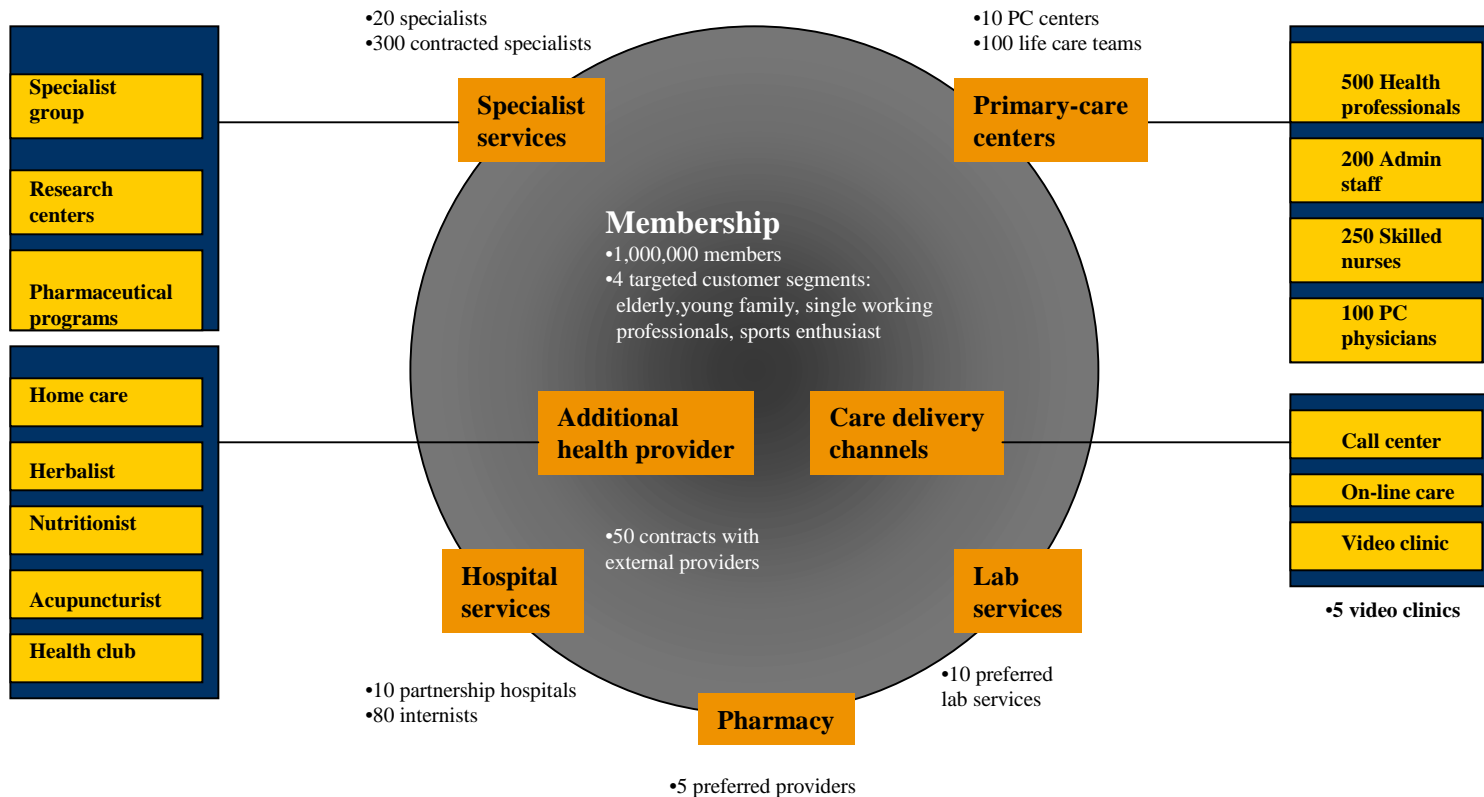 •20 specialists
•300 contracted specialists
•10 PC centers
•100 life care teams
Specialist
group
Research
centers
Pharmaceutical
programs
Specialist
services
Primary-care
centers
500 Health
professionals
200 Admin
staff
250 Skilled
nurses
100 PC
physicians
Membership
•1,000,000 members
•4 targeted customer segments:
elderly,young family, single working
professionals, sports enthusiast
Home care
Herbalist
Nutritionist
Acupuncturist
Health club
Additional
health provider
Care delivery
channels
Call center
On-line care
Video clinic
•5 video clinics
•50 contracts with
external providers
Hospital
services
Lab
services
•10 partnership hospitals
•80 internists
•10 preferred
lab services
Pharmacy
•5 preferred providers